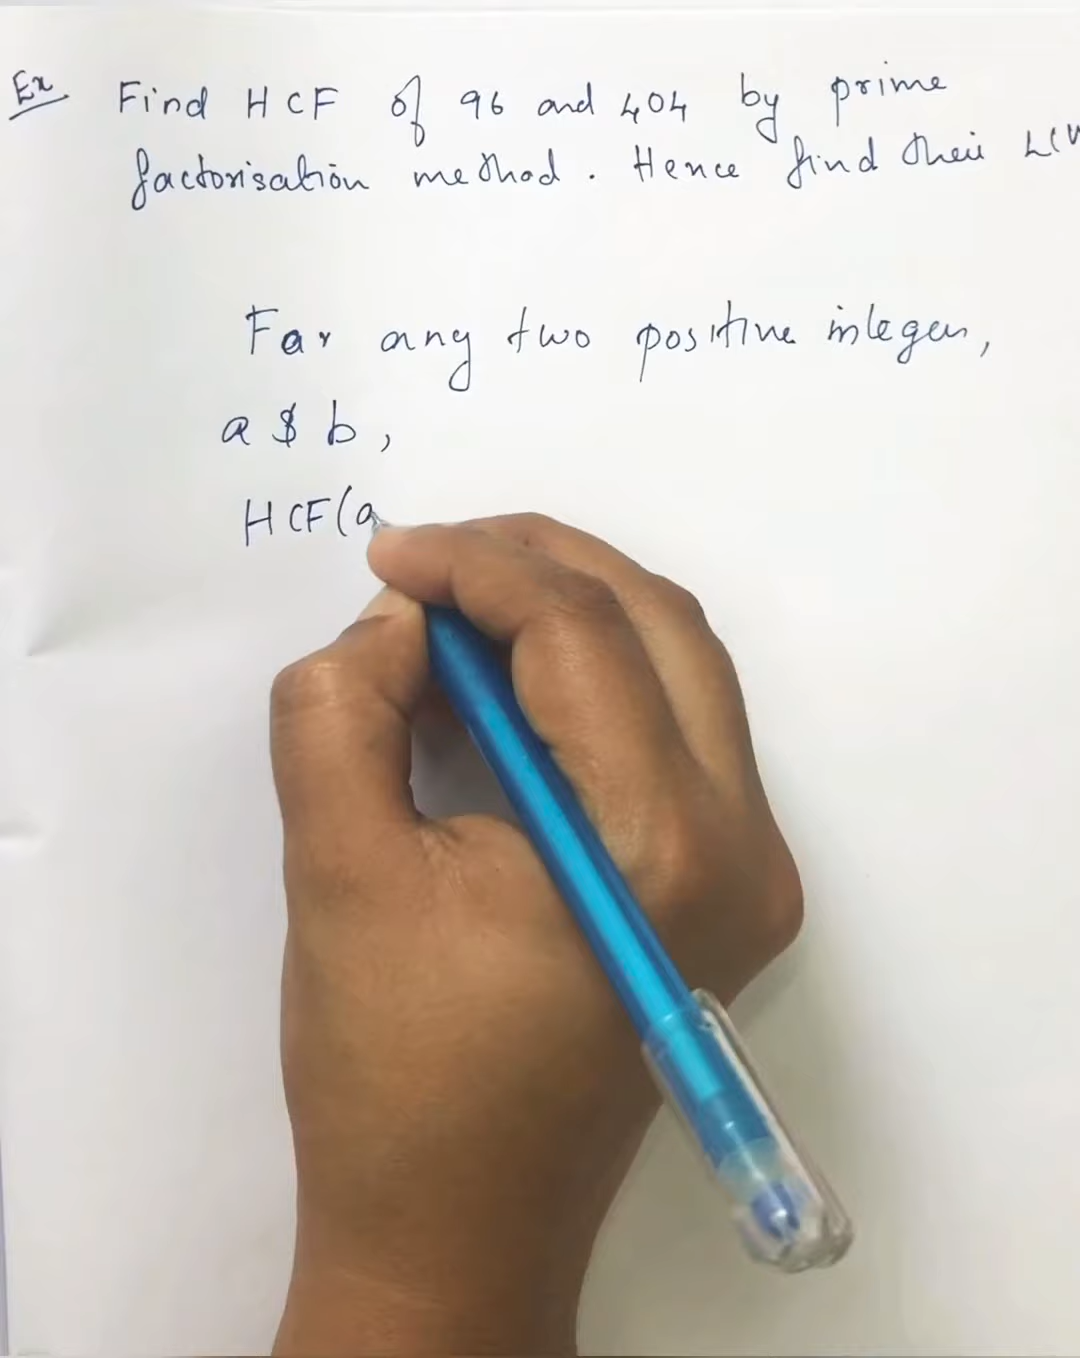 Ex Find HCF of 96 and 404 by prime
factorisation method. Hence find their
For any two positive integers,
a & b,
HCF(a